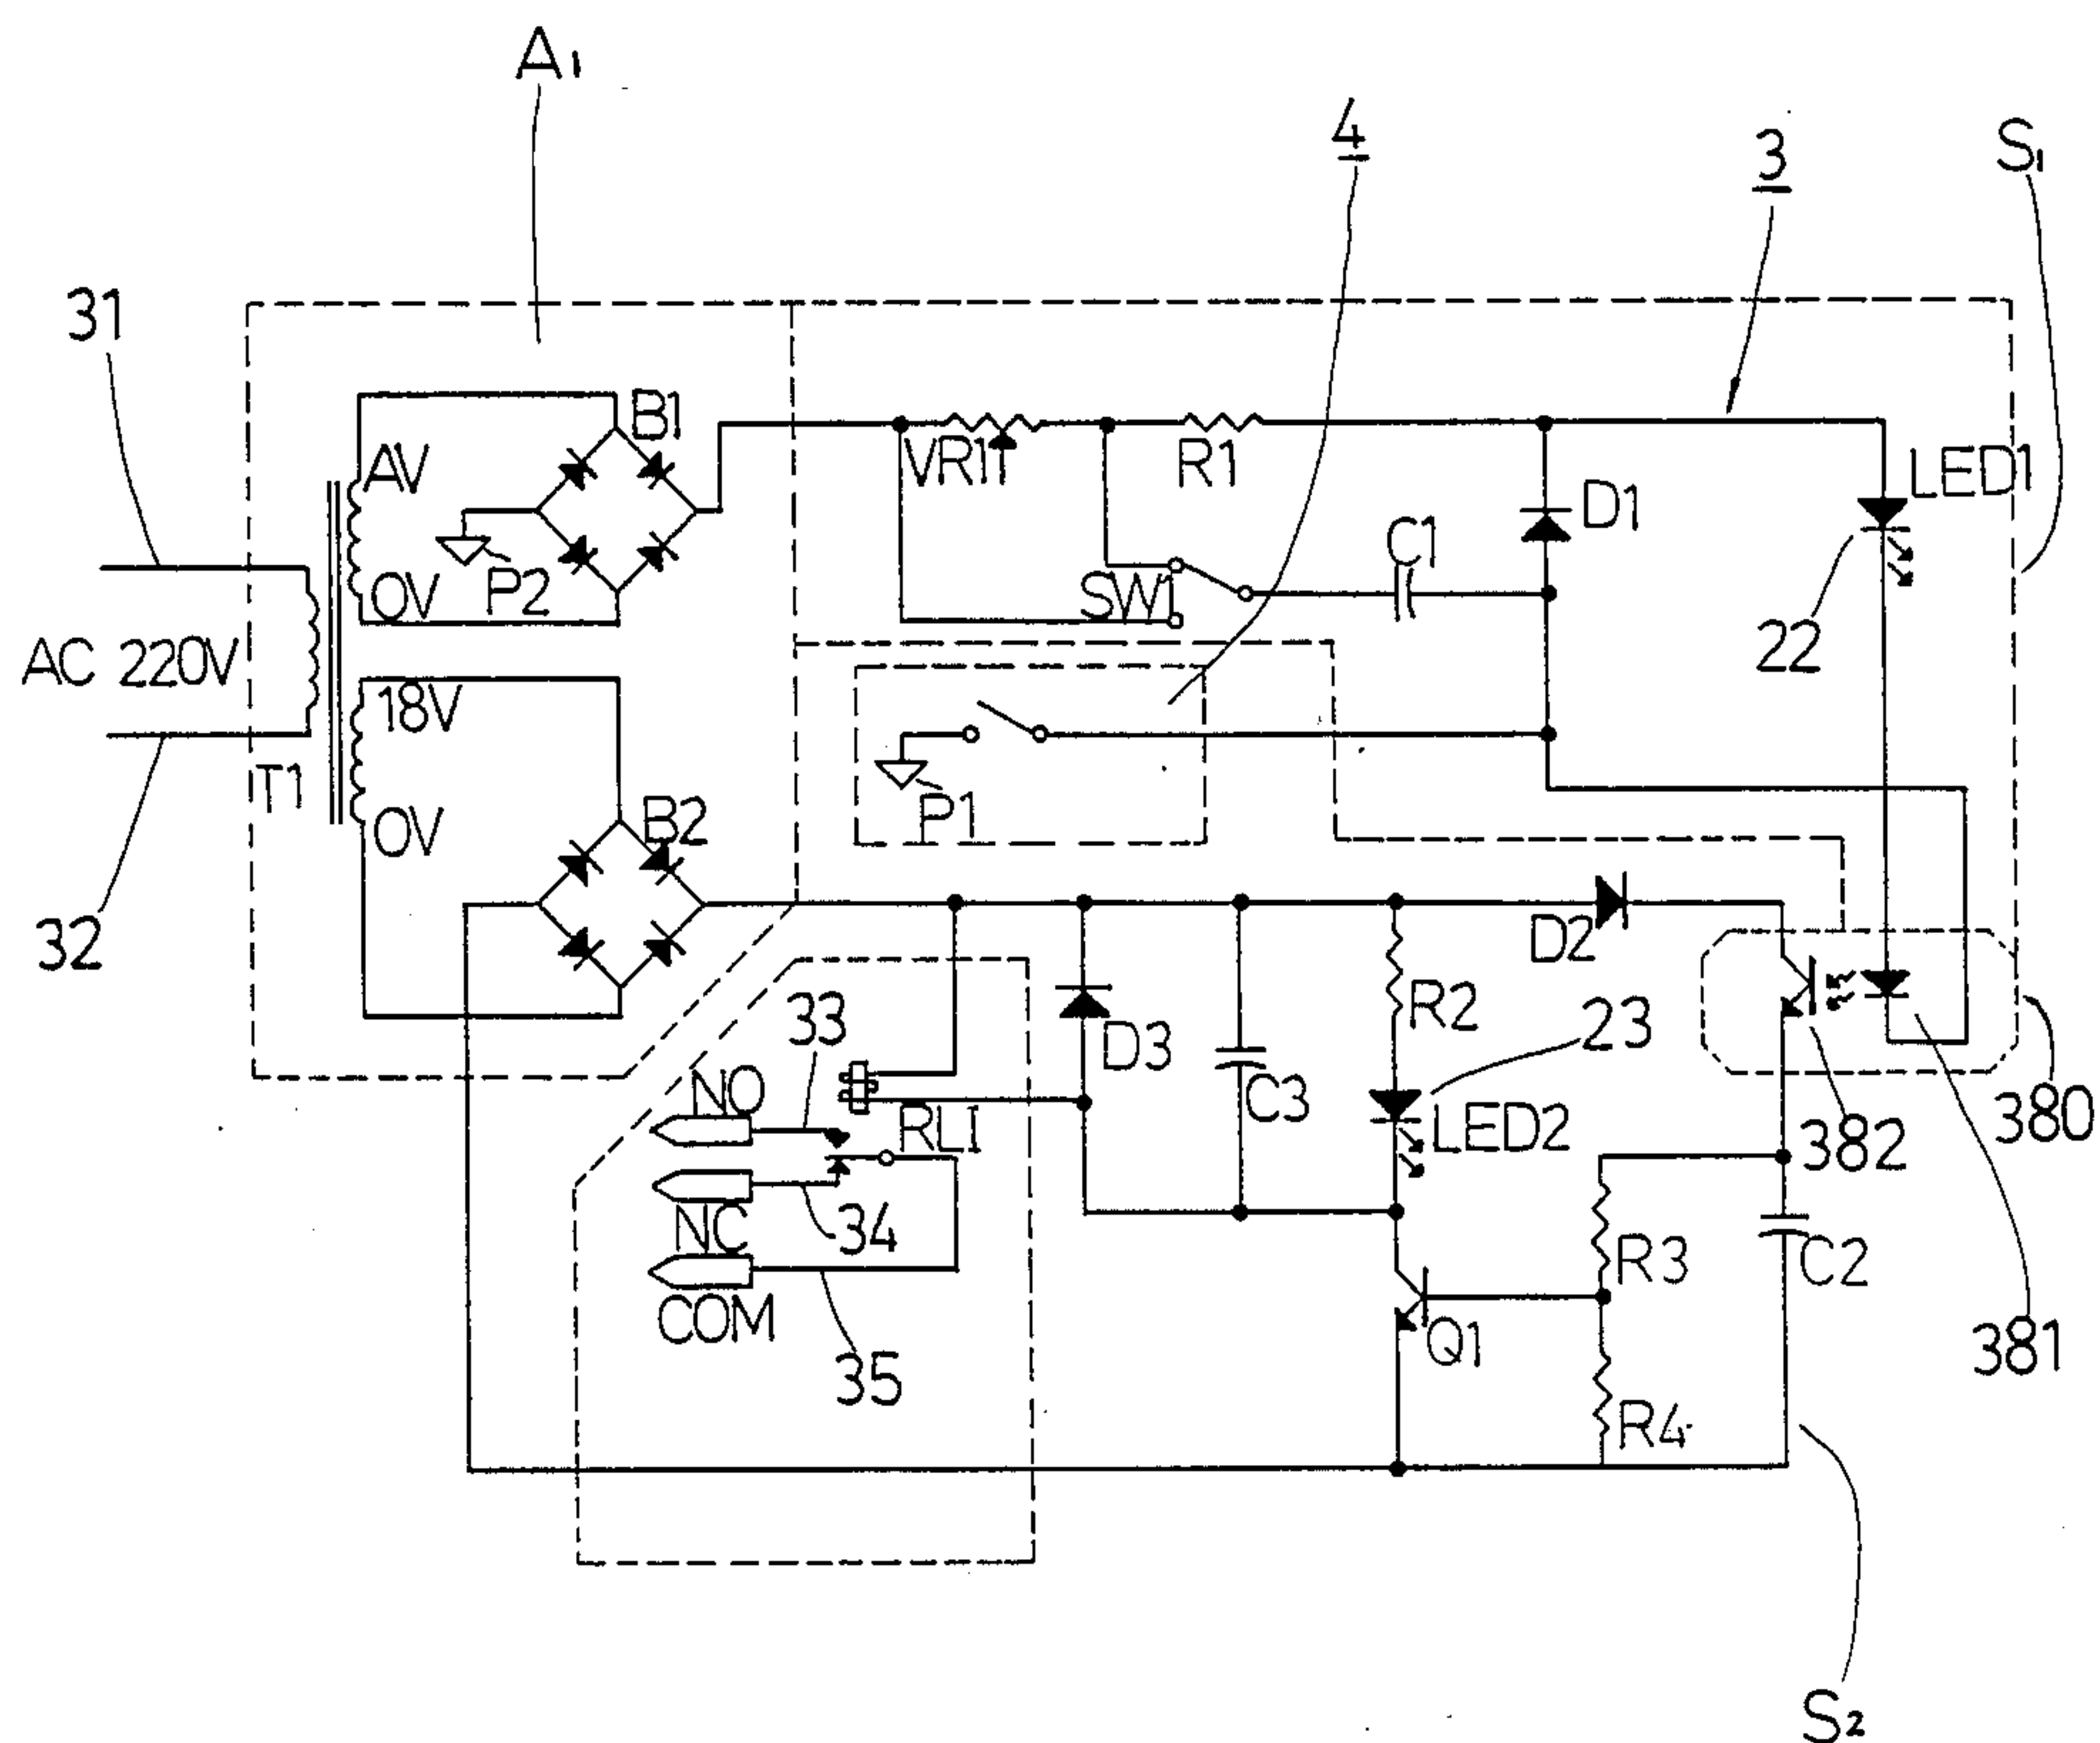 A1
4
3
S1
31
B1
AV
VR1
R1
LED1
D1
C1
P2
0V
SW1
22
AC 220V
18V
T1
P1
0V
B2
32
D2
33
R2
23
D3
NO
C3
380
RL1
LED2
382
34
NC
R3
C2
COM
Q1
381
35
R4
S2